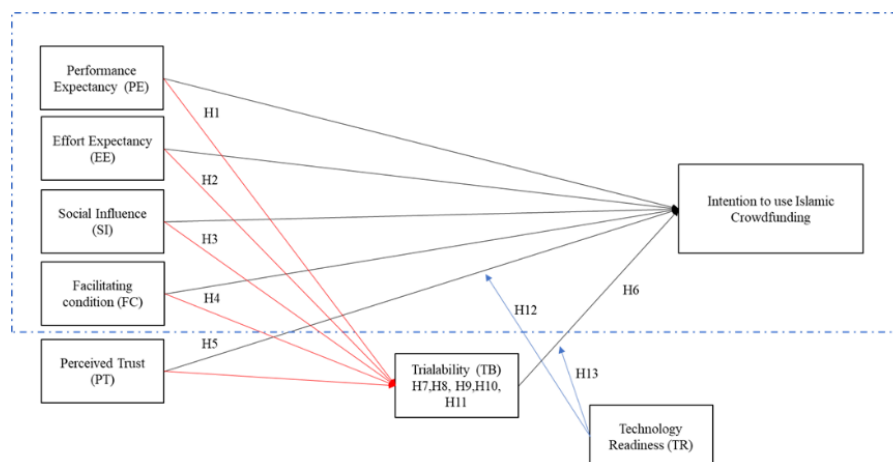 Performance
Expectancy (PE)
H1
Effort Expectancy
(EE)
H2
Social Influence
(SI)
H3
Intention to use Islamic
Crowdfunding
Facilitating
condition (FC)
H4
H6
H12
H5
Perceived Trust
(PT)
Trialability (TB)
H7,H8, H9,H10,
H11
H13
Technology
Readiness (TR)